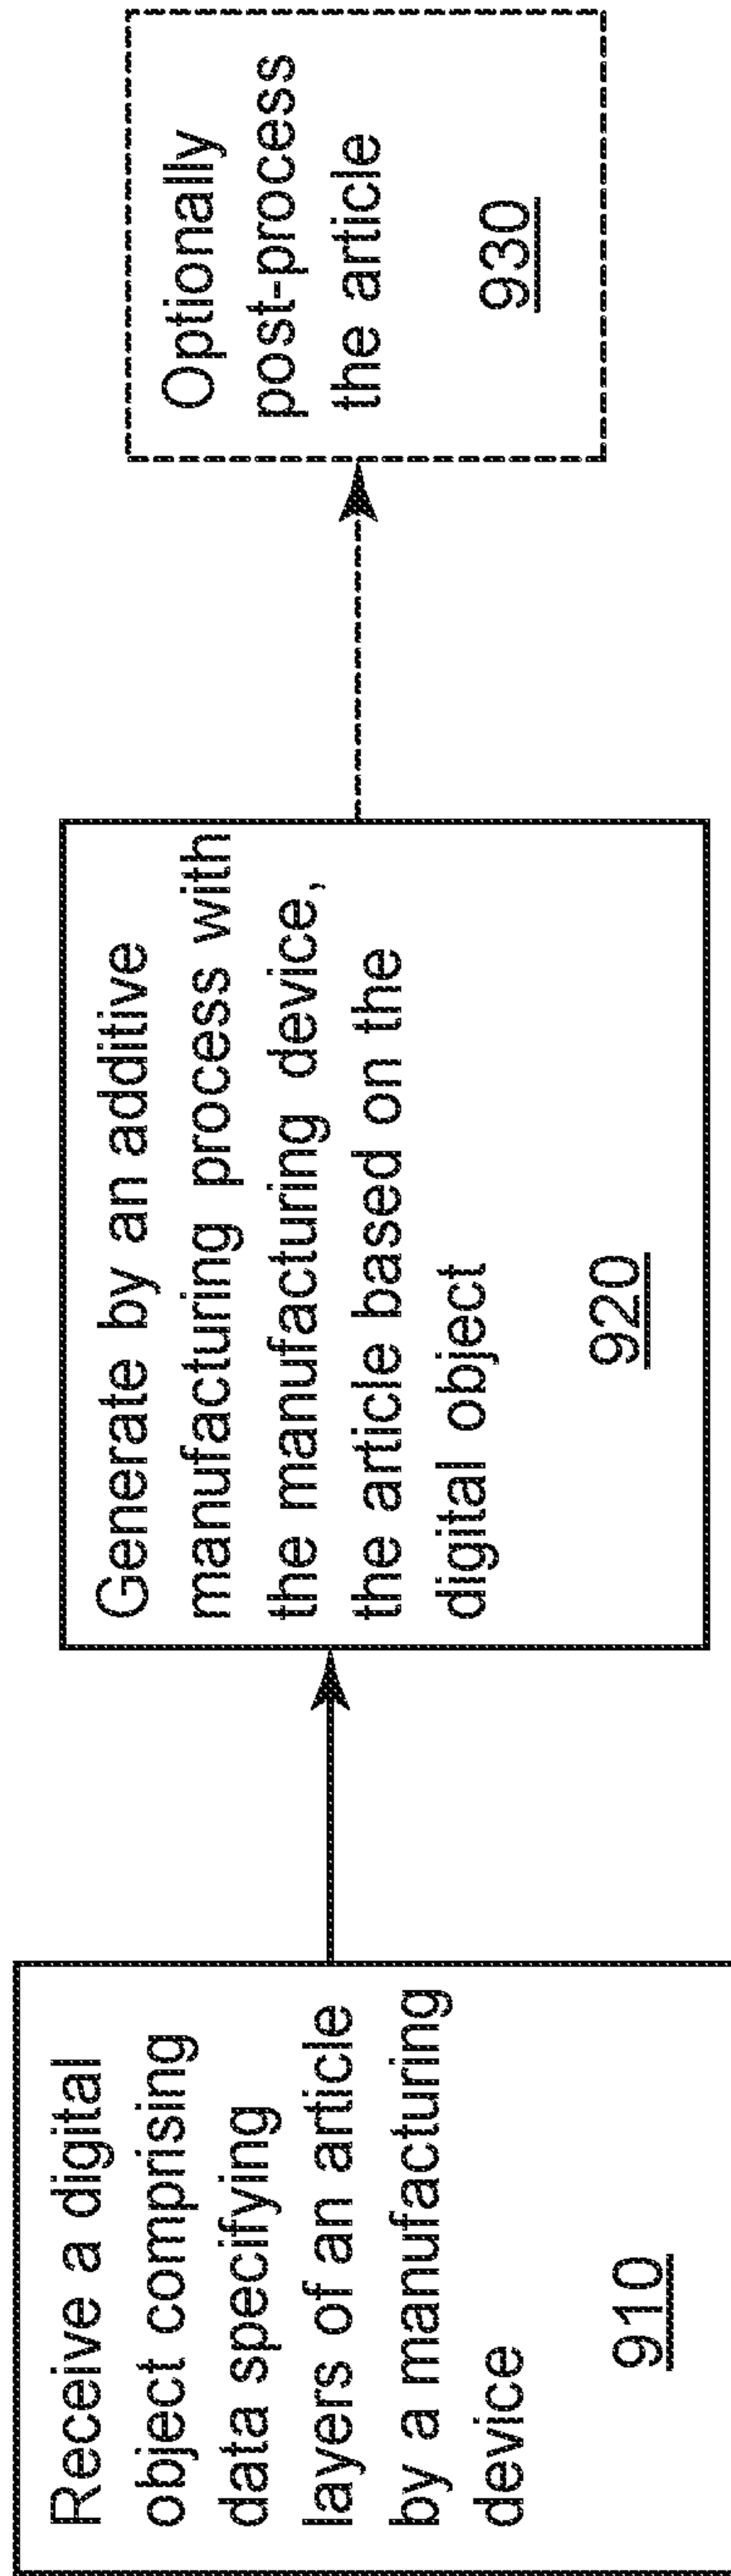 Receive a digital
object comprising
data specifying
layers of an article
by a manufacturing
device
910
Generate by an additive
manufacturing process with
the manufacturing device,
the article based on the
digital object
920
Optionally
post-process
the article
930